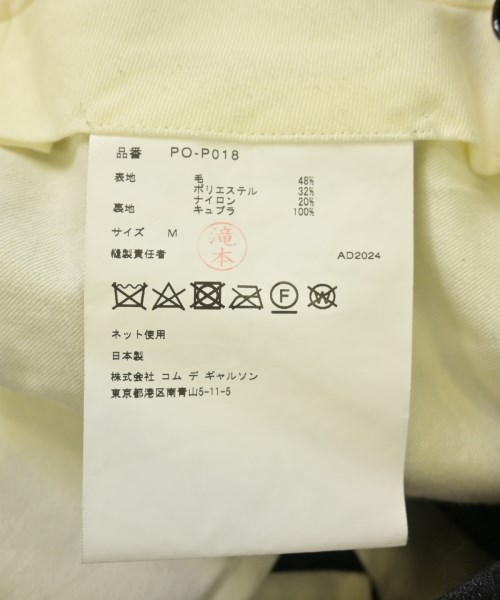 品番 PO-P018
表地 毛 48%
ポリエステル 32%
ナイロン 20%
裏地 キュプラ 100%
サイズ M
滝本
縫製責任者 AD2024
F W
ネット使用
日本製
株式会社 コム デ ギャルソン
東京都港区南青山5-11-5